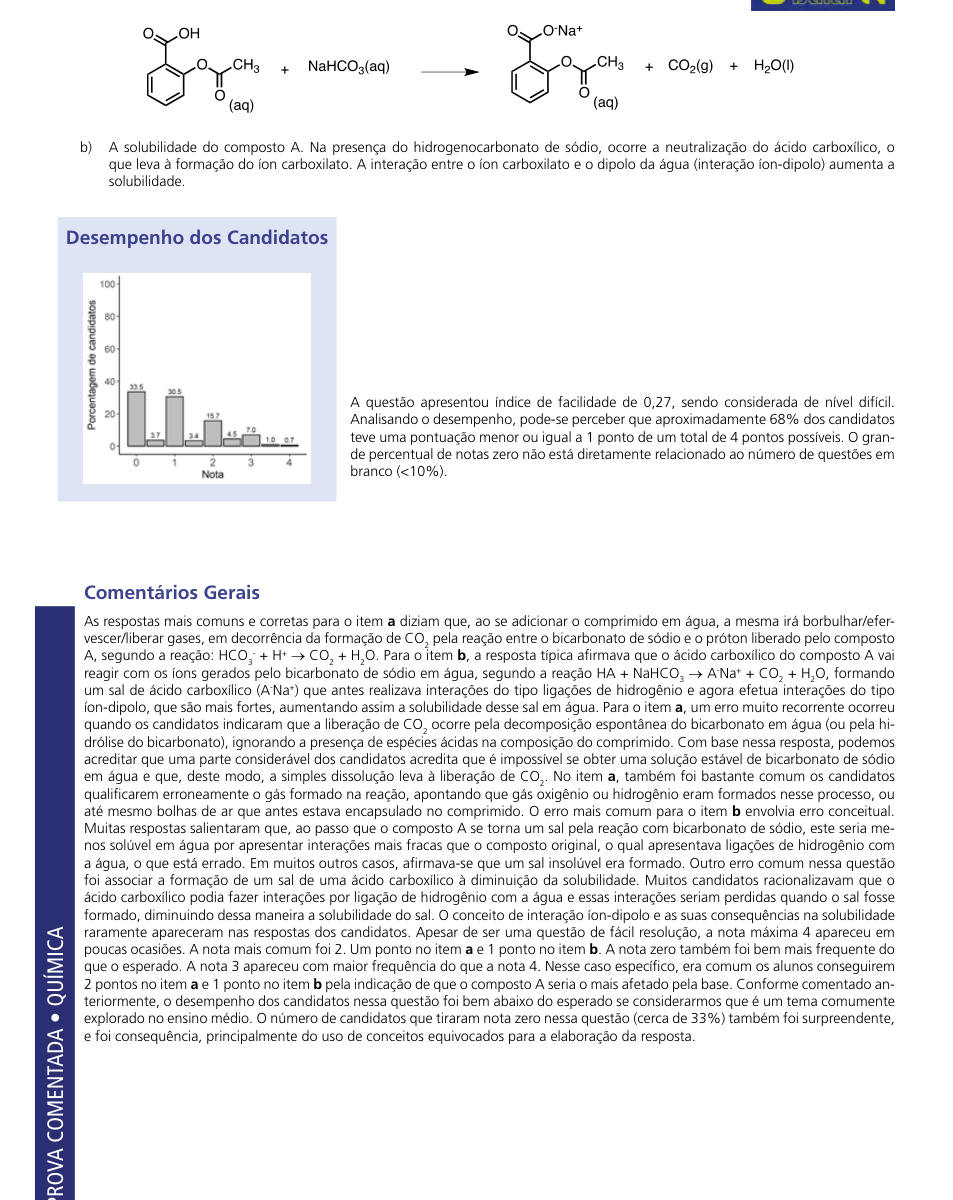 O OH O O⁻Na⁺
O CH₃ + NaHCO₃(aq) O CH₃ + CO₂(g) + H₂O(l)
O (aq) O (aq)
b) A solubilidade do composto A. Na presença do hidrogenocarbonato de sódio, ocorre a neutralização do ácido carboxílico, o
que leva à formação do íon carboxilato. A interação entre o íon carboxilato e o dipolo da água (interação íon-dipolo) aumenta a
solubilidade.
Desempenho dos Candidatos
Porcentagem de candidatos
100
80
60
40
20
0
33.5 3.7 30.5 3.4 15.7 4.5 7.0 1.0 0.7
0 1 2 3 4
Nota
A questão apresentou índice de facilidade de 0,27, sendo considerada de nível difícil.
Analisando o desempenho, pode-se perceber que aproximadamente 68% dos candidatos
teve uma pontuação menor ou igual a 1 ponto de um total de 4 pontos possíveis. O gran-
de percentual de notas zero não está diretamente relacionado ao número de questões em
branco (<10%).
Comentários Gerais
As respostas mais comuns e corretas para o item a diziam que, ao se adicionar o comprimido em água, a mesma irá borbulhar/efer-
vescer/liberar gases, em decorrência da formação de CO₂ pela reação entre o bicarbonato de sódio e o próton liberado pelo composto
A, segundo a reação: HCO₃⁻ + H⁺ → CO₂ + H₂O. Para o item b, a resposta típica afirmava que o ácido carboxílico do composto A vai
reagir com os íons gerados pelo bicarbonato de sódio em água, segundo a reação HA + NaHCO₃ → A⁻Na⁺ + CO₂ + H₂O, formando
um sal de ácido carboxílico (A⁻Na⁺) que antes realizava interações do tipo ligações de hidrogênio e agora efetua interações do tipo
íon-dipolo, que são mais fortes, aumentando assim a solubilidade desse sal em água. Para o item a, um erro muito recorrente ocorreu
quando os candidatos indicaram que a liberação de CO₂ ocorre pela decomposição espontânea do bicarbonato em água (ou pela hi-
drólise do bicarbonato), ignorando a presença de espécies ácidas na composição do comprimido. Com base nessa resposta, podemos
acreditar que uma parte considerável dos candidatos acredita que é impossível se obter uma solução estável de bicarbonato de sódio
em água e que, deste modo, a simples dissolução leva à liberação de CO₂. No item a, também foi bastante comum os candidatos
qualificarem erroneamente o gás formado na reação, apontando que gás oxigênio ou hidrogênio eram formados nesse processo, ou
até mesmo bolhas de ar que antes estava encapsulado no comprimido. O erro mais comum para o item b envolvia erro conceitual.
Muitas respostas salientaram que, ao passo que o composto A se torna um sal pela reação com bicarbonato de sódio, este seria me-
nos solúvel em água por apresentar interações mais fracas que o composto original, o qual apresentava ligações de hidrogênio com
a água, o que está errado. Em muitos outros casos, afirmava-se que um sal insolúvel era formado. Outro erro comum nessa questão
foi associar a formação de um sal de uma ácido carboxílico à diminuição da solubilidade. Muitos candidatos racionalizavam que o
ácido carboxílico podia fazer interações por ligação de hidrogênio com a água e essas interações seriam perdidas quando o sal fosse
formado, diminuindo dessa maneira a solubilidade do sal. O conceito de interação íon-dipolo e as suas consequências na solubilidade
raramente apareceram nas respostas dos candidatos. Apesar de ser uma questão de fácil resolução, a nota máxima 4 apareceu em
poucas ocasiões. A nota mais comum foi 2. Um ponto no item a e 1 ponto no item b. A nota zero também foi bem mais frequente do
que o esperado. A nota 3 apareceu com maior frequência do que a nota 4. Nesse caso específico, era comum os alunos conseguirem
2 pontos no item a e 1 ponto no item b pela indicação de que o composto A seria o mais afetado pela base. Conforme comentado an-
teriormente, o desempenho dos candidatos nessa questão foi bem abaixo do esperado se considerarmos que é um tema comumente
explorado no ensino médio. O número de candidatos que tiraram nota zero nessa questão (cerca de 33%) também foi surpreendente,
e foi consequência, principalmente do uso de conceitos equivocados para a elaboração da resposta.
PROVA COMENTADA • QUÍMICA